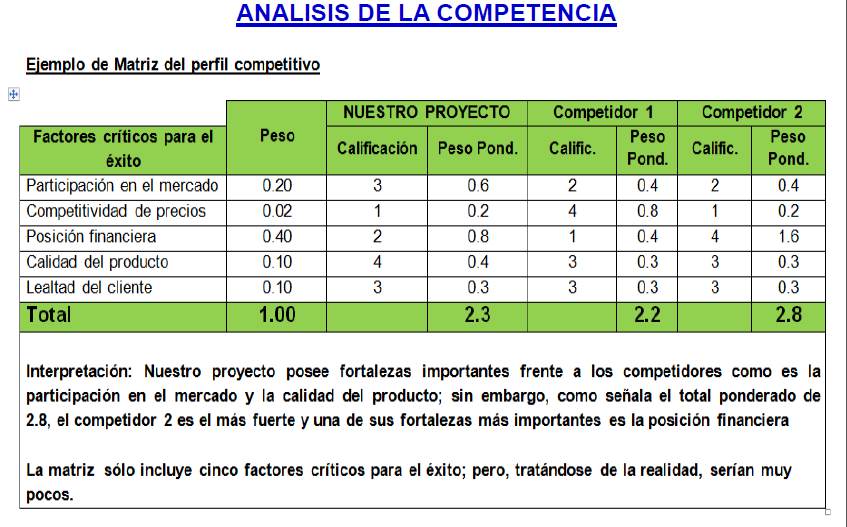 ANALISIS DE LA COMPETENCIA
Ejemplo de Matriz del perfil competitivo
NUESTRO PROYECTO Competidor 1 Competidor 2
Factores críticos para el éxito Peso Calificación Peso Pond. Calific. Peso Pond. Calific. Peso Pond.
Participación en el mercado 0.20 3 0.6 2 0.4 2 0.4
Competitividad de precios 0.02 1 0.2 4 0.8 1 0.2
Posición financiera 0.40 2 0.8 1 0.4 4 1.6
Calidad del producto 0.10 4 0.4 3 0.3 3 0.3
Lealtad del cliente 0.10 3 0.3 3 0.3 3 0.3
Total 1.00 2.3 2.2 2.8
Interpretación: Nuestro proyecto posee fortalezas importantes frente a los competidores como es la
participación en el mercado y la calidad del producto; sin embargo, como señala el total ponderado de
2.8, el competidor 2 es el más fuerte y una de sus fortalezas más importantes es la posición financiera
La matriz sólo incluye cinco factores críticos para el éxito; pero, tratándose de la realidad, serían muy
pocos.